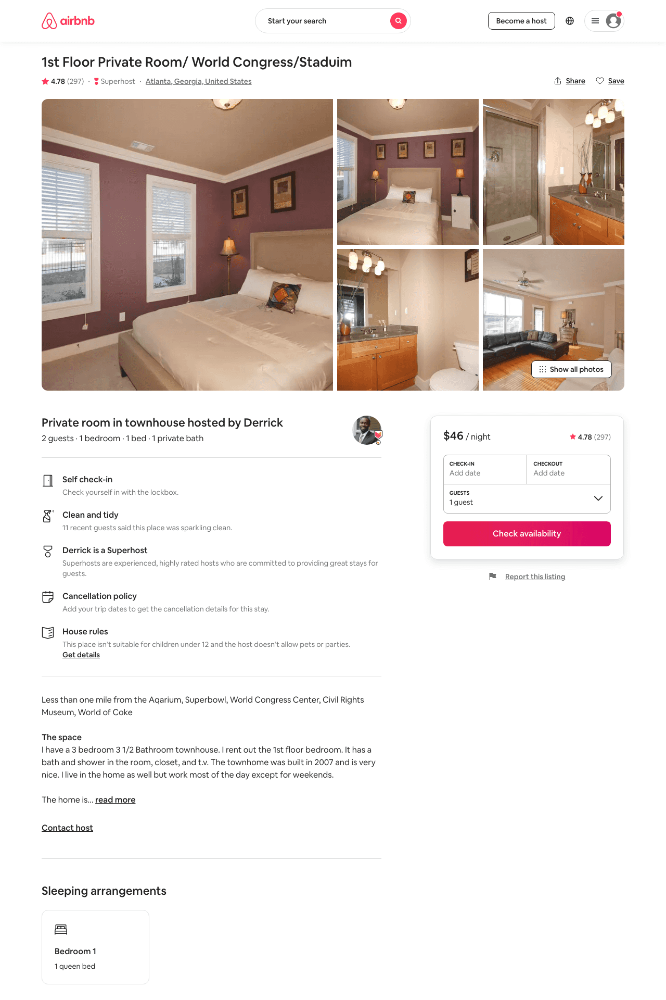 airbnb
Start your search
Become a host
1st Floor Private Room/ World Congress/Staduim
4.78 (297) · Superhost · Atlanta, Georgia, United States
Share
Save
Show all photos
Private room in townhouse hosted by Derrick
2 guests · 1 bedroom · 1 bed · 1 private bath
$46 / night
4.78 (297)
CHECK-IN
Add date
CHECKOUT
Add date
GUESTS
1 guest
Check availability
Report this listing
Self check-in
Check yourself in with the lockbox.
Clean and tidy
11 recent guests said this place was sparkling clean.
Derrick is a Superhost
Superhosts are experienced, highly rated hosts who are committed to providing great stays for
guests.
Cancellation policy
Add your trip dates to get the cancellation details for this stay.
House rules
This place isn’t suitable for children under 12 and the host doesn’t allow pets or parties.
Get details
Less than one mile from the Aqarium, Superbowl, World Congress Center, Civil Rights
Museum, World of Coke
The space
I have a 3 bedroom 3 1/2 Bathroom townhouse. I rent out the 1st floor bedroom. It has a
bath and shower in the room, closet, and t.v. The townhome was built in 2007 and is very
nice. I live in the home as well but work most of the day except for weekends.
The home is... read more
Contact host
Sleeping arrangements
Bedroom 1
1 queen bed